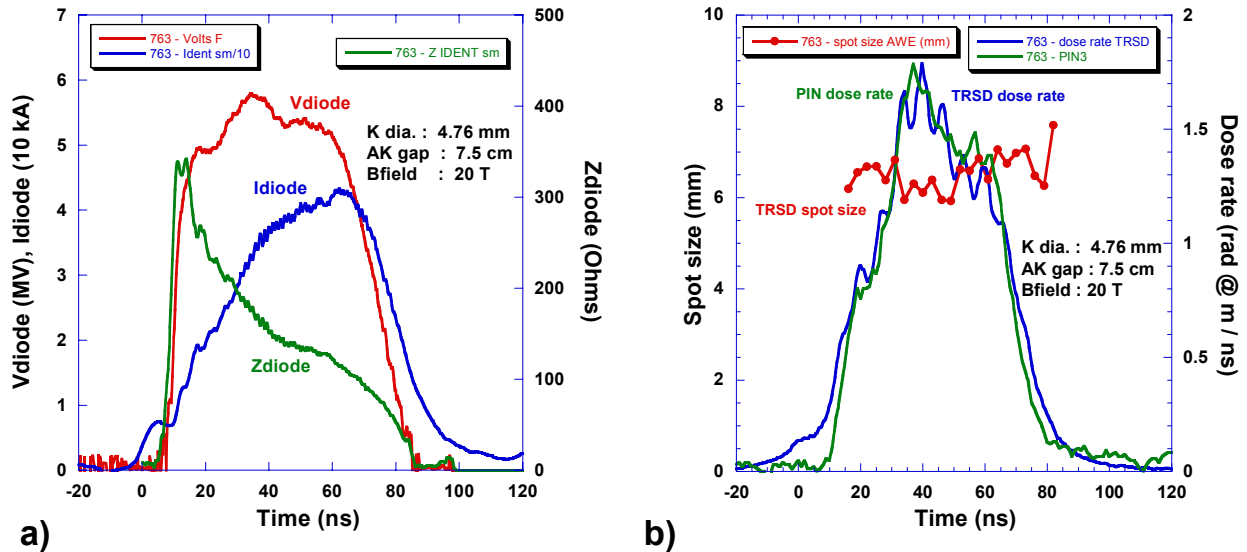 763 - Volts F
763 - Ident sm/10
763 - Z IDENT sm
Vdiode (MV), Idiode (10 kA)
7
6
5
4
3
2
1
0
Vdiode
K dia. : 4.76 mm
AK gap : 7.5 cm
Bfield : 20 T
Idiode
Zdiode
500
400
300
200
100
0
Zdiode (Ohms)
-20 0 20 40 60 80 100 120
Time (ns)
a)
763 - spot size AWE (mm)
763 - dose rate TRSD
763 - PIN3
Spot size (mm)
10
8
6
4
2
0
PIN dose rate
TRSD dose rate
TRSD spot size
K dia. : 4.76 mm
AK gap : 7.5 cm
Bfield : 20 T
2
1.5
1
0.5
0
Dose rate (rad @ m / ns)
-20 0 20 40 60 80 100 120
Time (ns)
b)